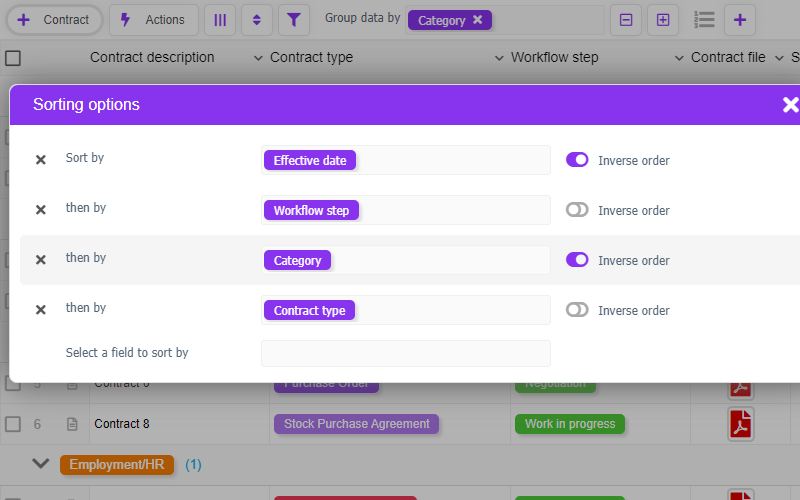 Contract
Actions
Group data by
Category
Contract description
Contract type
Workflow step
Contract file
S
Sorting options
Sort by
Effective date
Inverse order
then by
Workflow step
Inverse order
then by
Category
Inverse order
then by
Contract type
Inverse order
Select a field to sort by
5
Contract 6
Purchase Order
Negotiation
6
Contract 8
Stock Purchase Agreement
Work in progress
Employment/HR
(1)